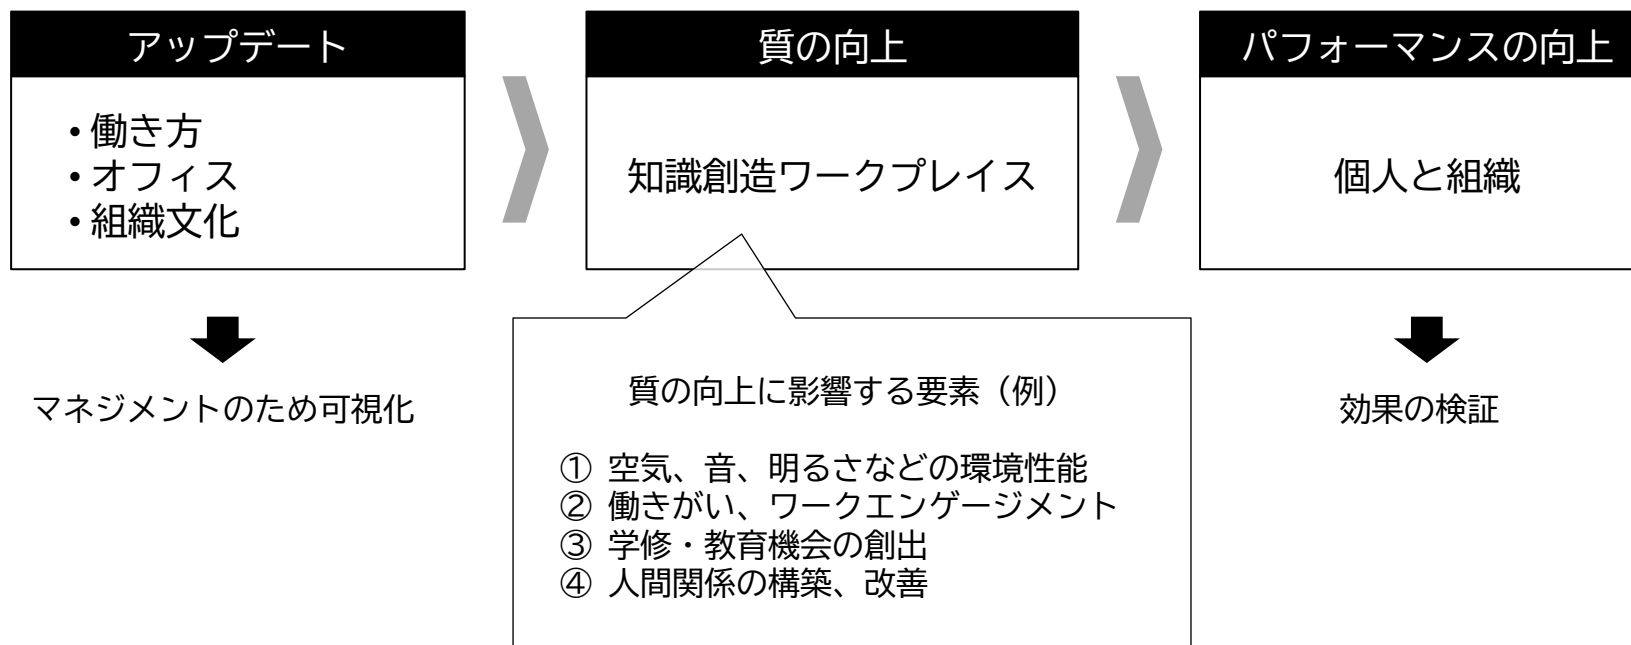 アップデート
・働き方
・オフィス
・組織文化
マネジメントのため可視化
質の向上
知識創造ワークプレイス
質の向上に影響する要素（例）
① 空気、音、明るさなどの環境性能
② 働きがい、ワークエンゲージメント
③ 学修・教育機会の創出
④ 人間関係の構築、改善
パフォーマンスの向上
個人と組織
効果の検証